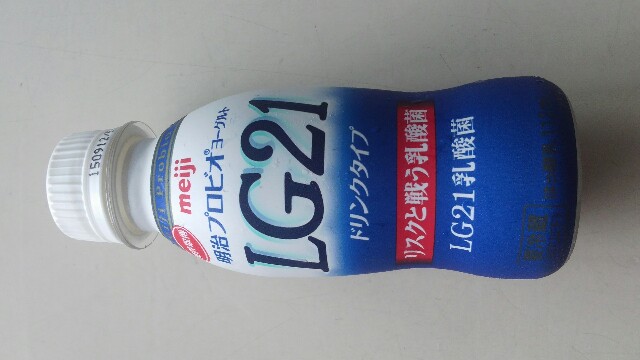 150912
meiji
明治プロビオヨーグルト
LG21
ドリンクタイプ
リスクと戦う乳酸菌
LG21乳酸菌